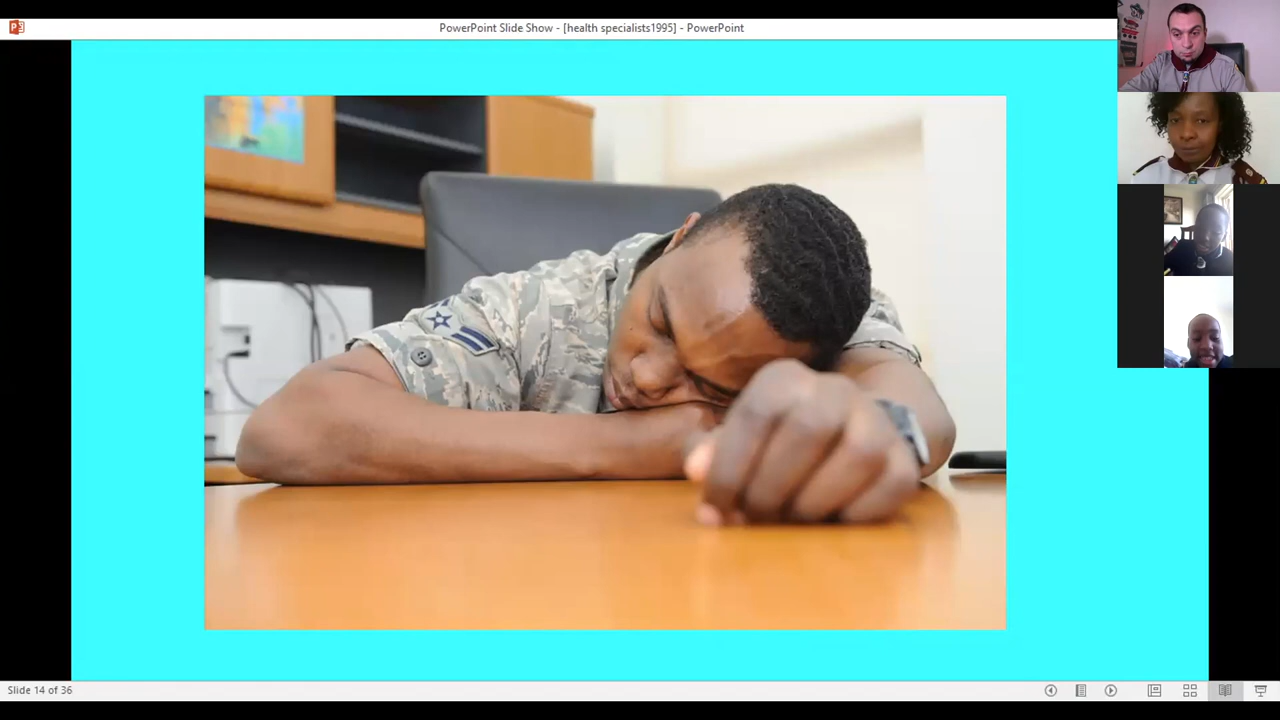 PowerPoint Slide Show - [health specialists1995] - PowerPoint
Slide 14 of 36